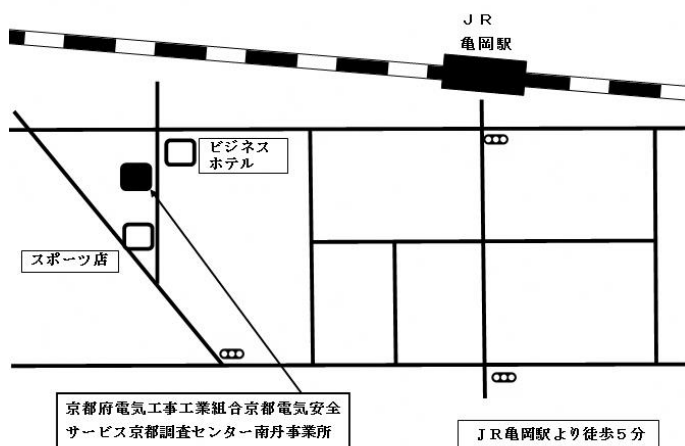 ＪＲ
亀岡駅
ビジネス
ホテル
スポーツ店
京都府電気工事工業組合京都電気安全
サービス京都調査センター南丹事業所
ＪＲ亀岡駅より徒歩５分